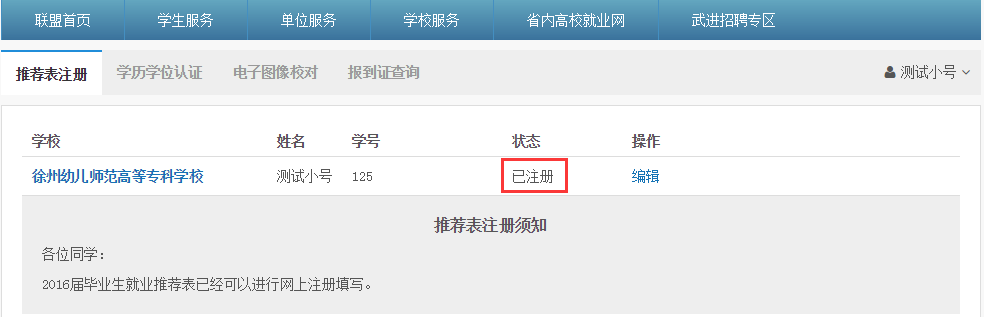 联盟首页 学生服务 单位服务 学校服务 省内高校就业网 武进招聘专区
推荐表注册 学历学位认证 电子图像校对 报到证查询 测试小号
学校 姓名 学号 状态 操作
徐州幼儿师范高等专科学校 测试小号 125 已注册 编辑
推荐表注册须知
各位同学：
2016届毕业生就业推荐表已经可以进行网上注册填写。